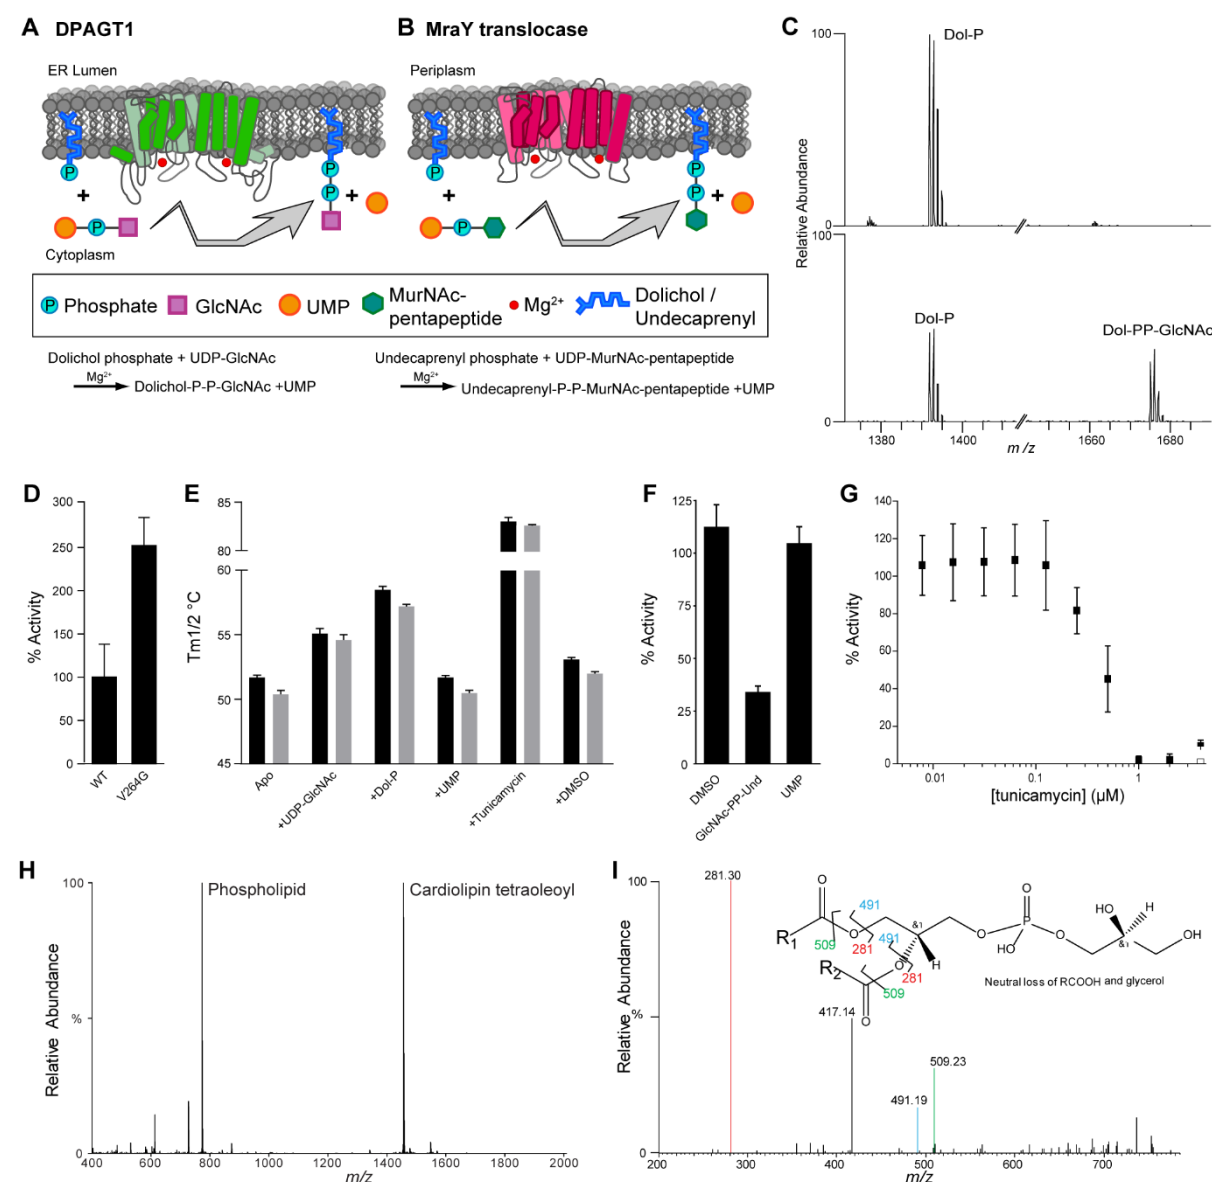 A DPAGT1
B MraY translocase
C
ER Lumen
Periplasm
P
P
P
P
P
P
P
P
+
+
+
+
Cytoplasm
P Phosphate
GlcNAc
UMP
MurNAc-
pentapeptide
Mg2+
Dolichol /
Undecaprenyl
Dolichol phosphate + UDP-GlcNAc
Mg2+
Dolichol-P-P-GlcNAc +UMP
Undecaprenyl phosphate + UDP-MurNAc-pentapeptide
Mg2+
Undecaprenyl-P-P-MurNAc-pentapeptide +UMP
100
Dol-P
0
100
Relative Abundance
Dol-P
Dol-PP-GlcNAc
0
1380
1400
1660
1680
m /z
D
300
250
200
150
100
50
0
% Activity
WT
V264G
E
85
80
60
55
50
45
Tm1/2 °C
Apo
+UDP-GlcNAc
+Dol-P
+UMP
+Tunicamycin
+DMSO
F
125
100
75
50
25
0
% Activity
DMSO
GlcNAc-PP-Und
UMP
G
140
120
100
80
60
40
20
0
% Activity
0.01
0.1
1
[tunicamycin] (µM)
H
100
%
0
Relative Abundance
Phospholipid
Cardiolipin tetraoleoyl
400
600
800
1000
1200
1400
1600
1800
2000
m/z
I
100
%
0
Relative Abundance
281.30
417.14
491.19
509.23
O
R1
509
491
O
281
491
&1
O
H
R2
281
509
O
O
O
P
HO
O
HO
H
&1
OH
Neutral loss of RCOOH and glycerol
200
300
400
500
600
700
m/z